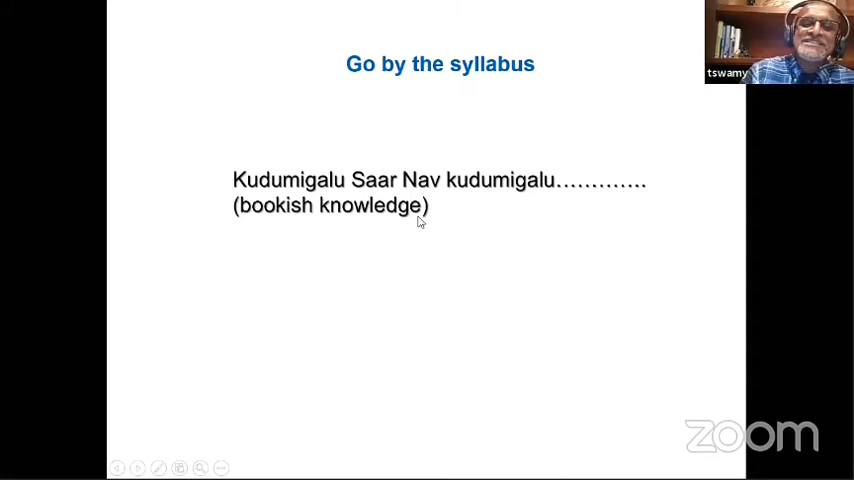 tswamy
Go by the syllabus
Kudumigalu Saar Nav kudumigalu.............
(bookish knowledge)
zoom